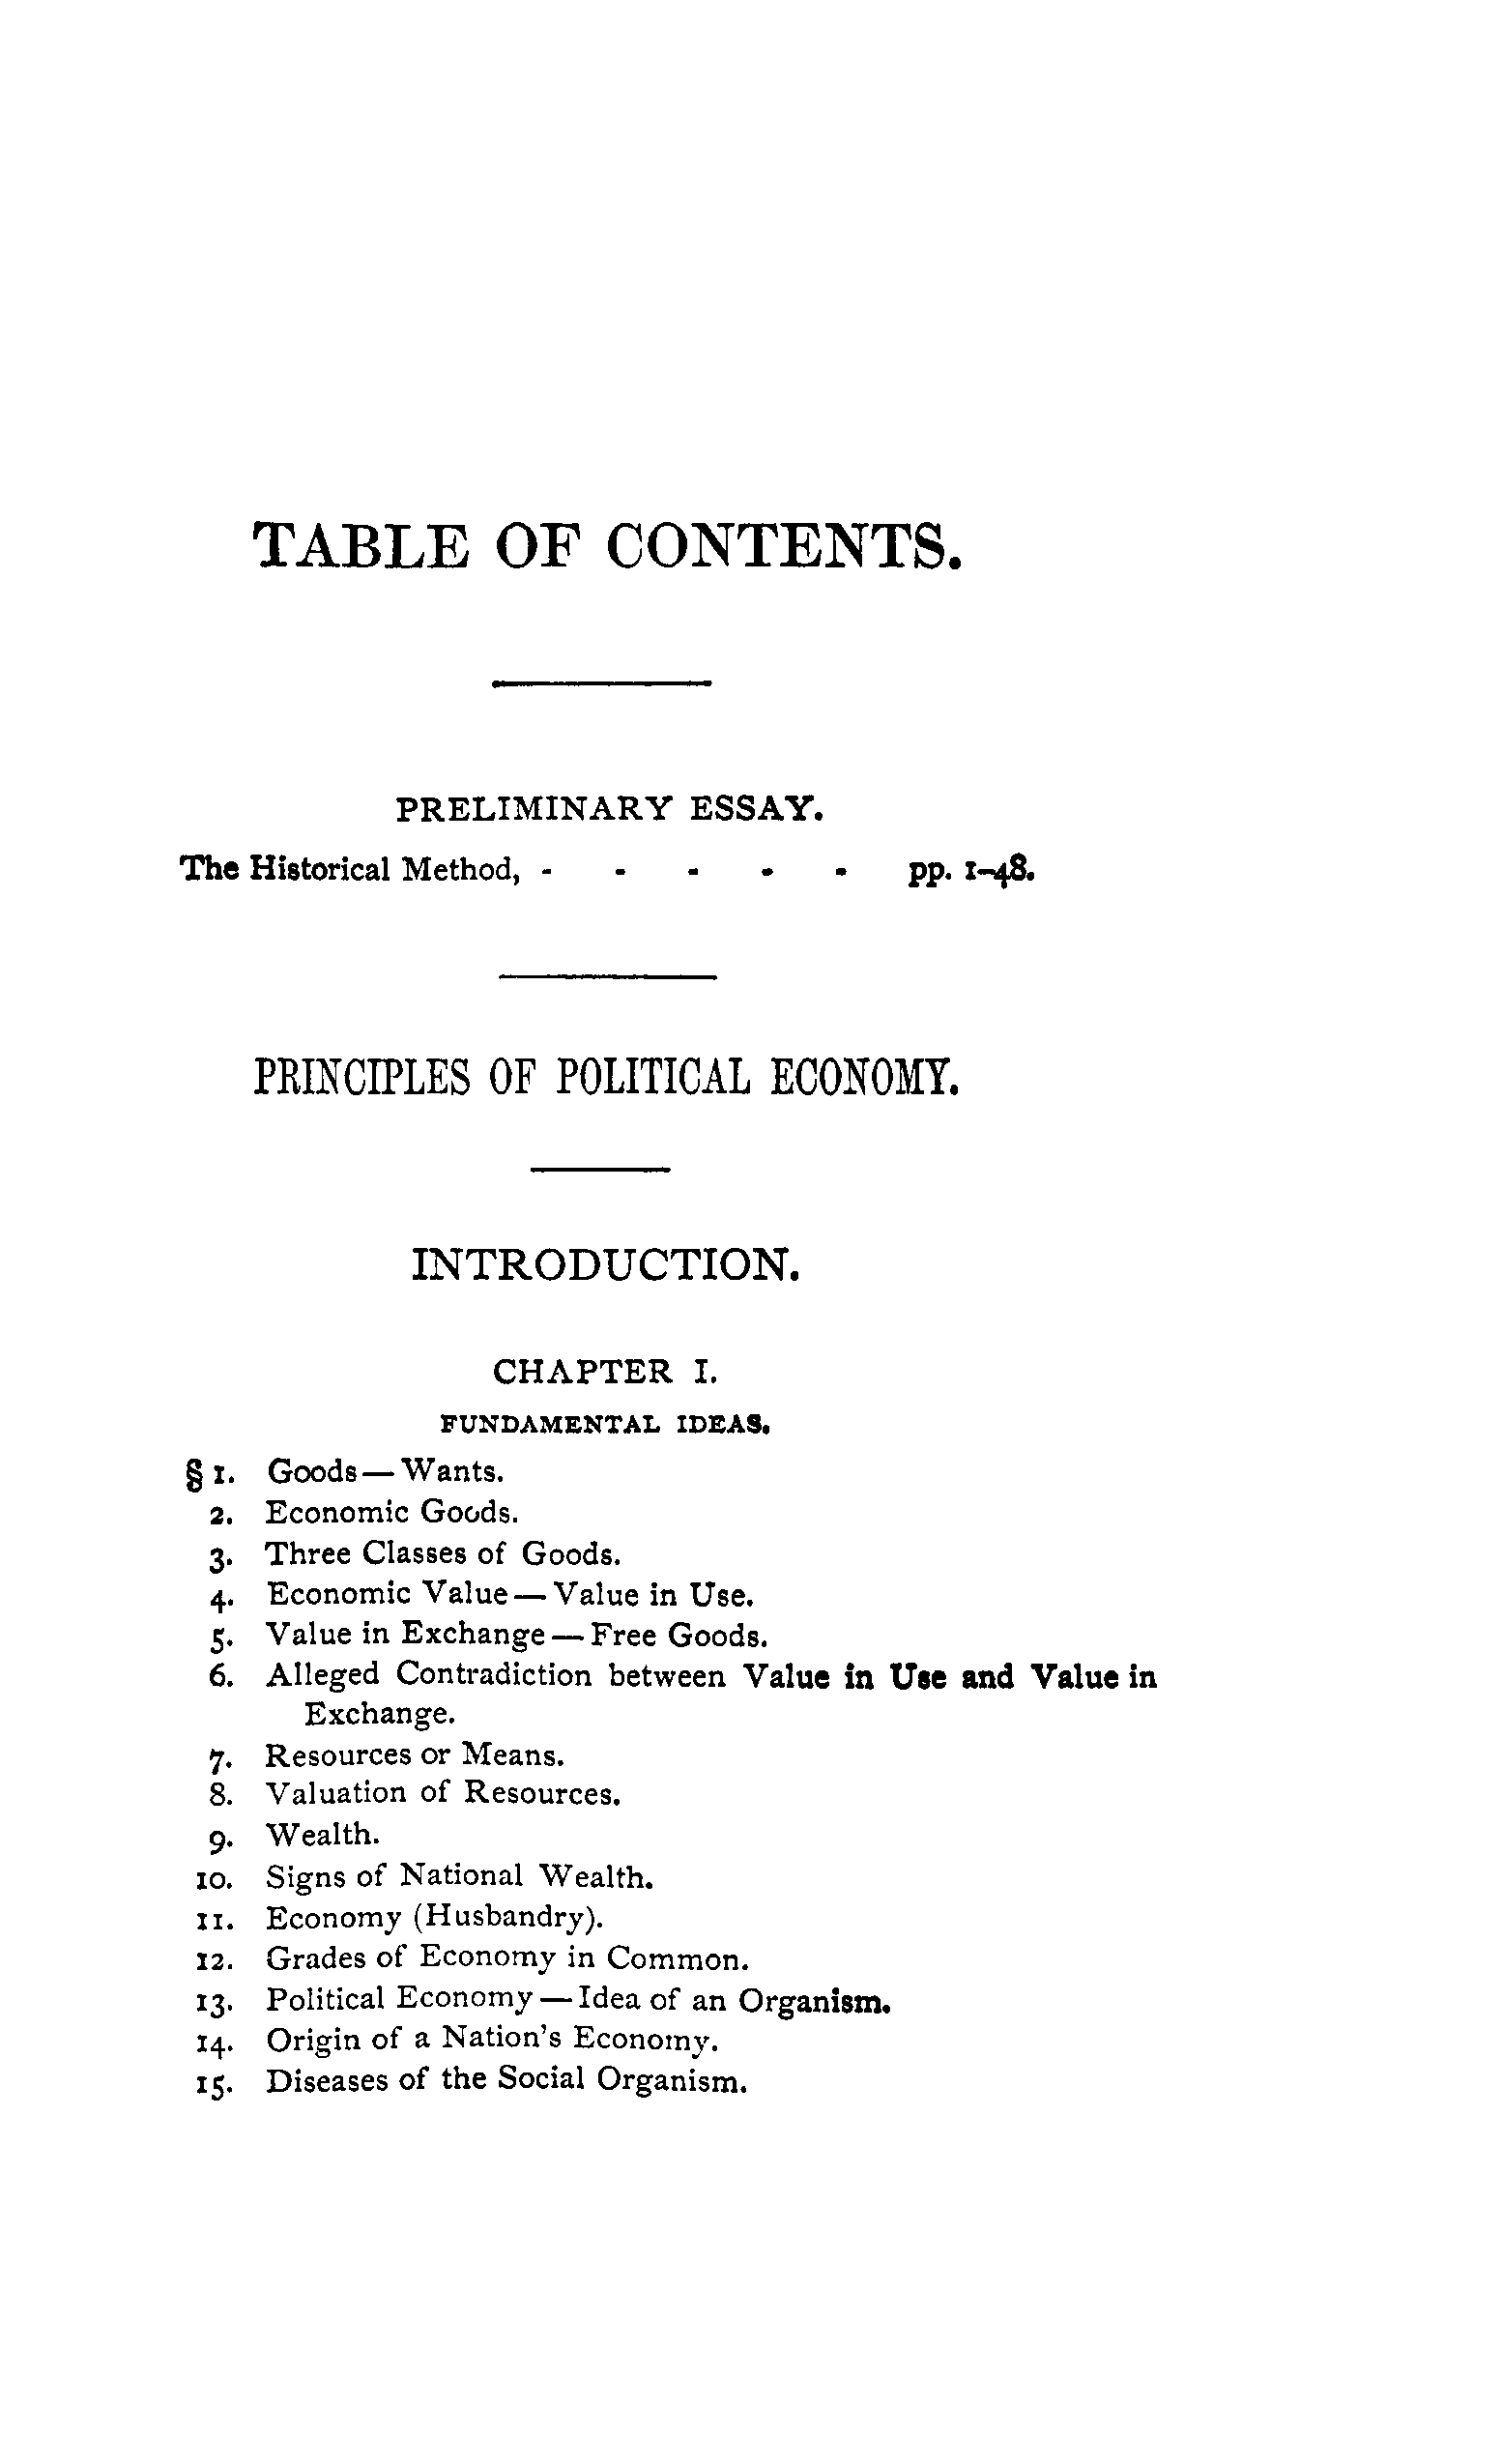 TABLE OF CONTENTS.
PRELIMINARY ESSAY.
The Historical Method, - - - - - pp. 1-48.
PRINCIPLES OF POLITICAL ECONOMY.
INTRODUCTION.
CHAPTER I.
FUNDAMENTAL IDEAS.
§ 1. Goods — Wants.
2. Economic Goods.
3. Three Classes of Goods.
4. Economic Value — Value in Use.
5. Value in Exchange — Free Goods.
6. Alleged Contradiction between Value in Use and Value in
Exchange.
7. Resources or Means.
8. Valuation of Resources.
9. Wealth.
10. Signs of National Wealth.
11. Economy (Husbandry).
12. Grades of Economy in Common.
13. Political Economy — Idea of an Organism.
14. Origin of a Nation's Economy.
15. Diseases of the Social Organism.